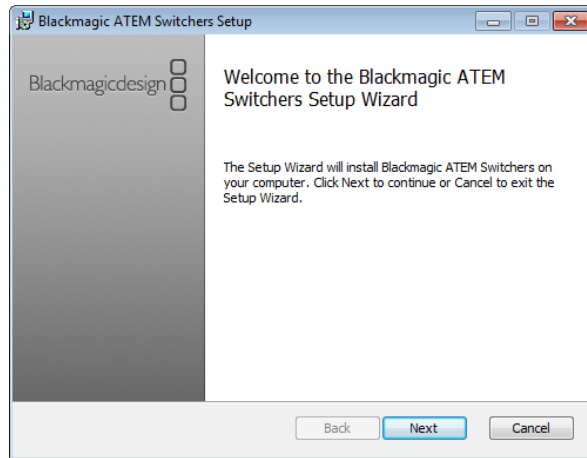 Blackmagic ATEM Switchers Setup
Blackmagicdesign
Welcome to the Blackmagic ATEM
Switchers Setup Wizard
The Setup Wizard will install Blackmagic ATEM Switchers on
your computer. Click Next to continue or Cancel to exit the
Setup Wizard.
Back
Next
Cancel